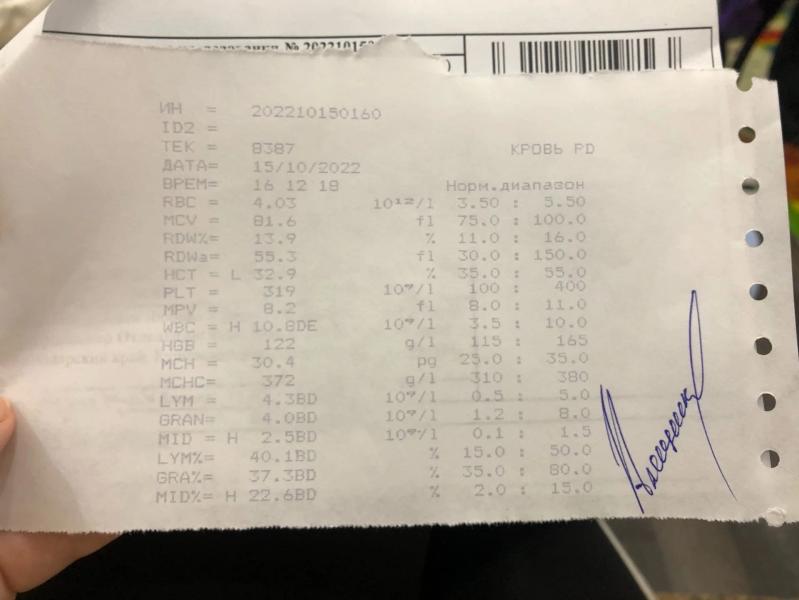 № 2022101501
ИН = 202210150160
ID2 =
ТЕК = 8387 КРОВЬ PD
ДАТА= 15/10/2022
ВРЕМ= 16 12 18 Норм.диапазон
RBC = 4.03 10¹²/l 3.50 : 5.50
MCV = 81.6 fl 75.0 : 100.0
RDW%= 13.9 % 11.0 : 16.0
RDWa= 55.3 fl 30.0 : 150.0
HCT = L 32.9 % 35.0 : 55.0
PLT = 319 10⁹/l 100 : 400
MPV = 8.2 fl 8.0 : 11.0
WBC = H 10.8DE 10⁹/l 3.5 : 10.0
HGB = 122 g/l 115 : 165
MCH = 30.4 pg 25.0 : 35.0
MCHC= 372 g/l 310 : 380
LYM = 4.3BD 10⁹/l 0.5 : 5.0
GRAN= 4.0BD 10⁹/l 1.2 : 8.0
MID = H 2.5BD 10⁹/l 0.1 : 1.5
LYM%= 40.1BD % 15.0 : 50.0
GRA%= 37.3BD % 35.0 : 80.0
MID%= H 22.6BD % 2.0 : 15.0